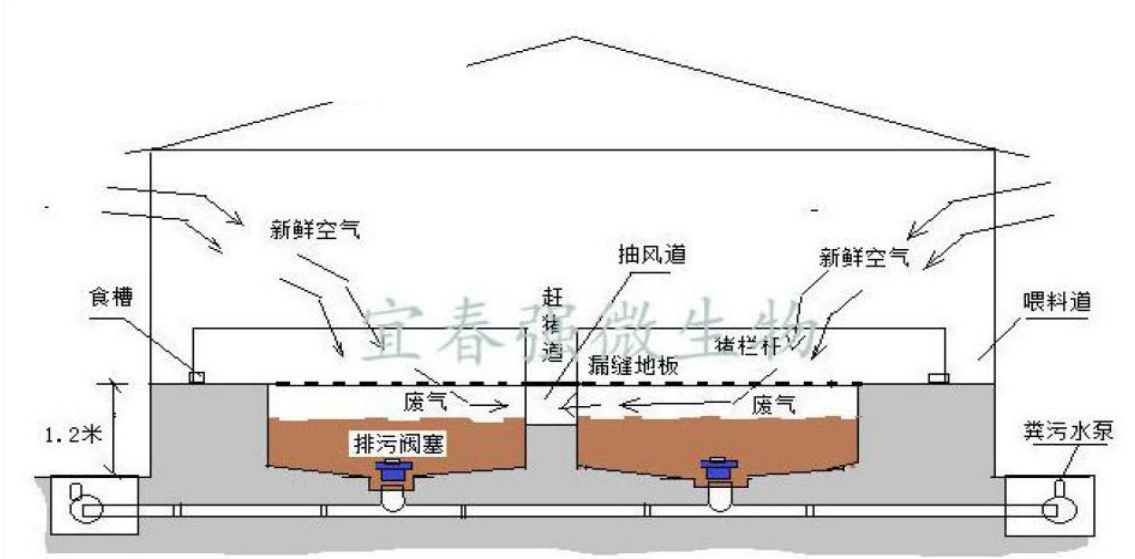 新鲜空气
抽风道
新鲜空气
食槽
赶猪道
喂料道
宜春强微生物
猪栏杆
漏缝地板
废气
废气
1.2米
排污阀塞
粪污水泵